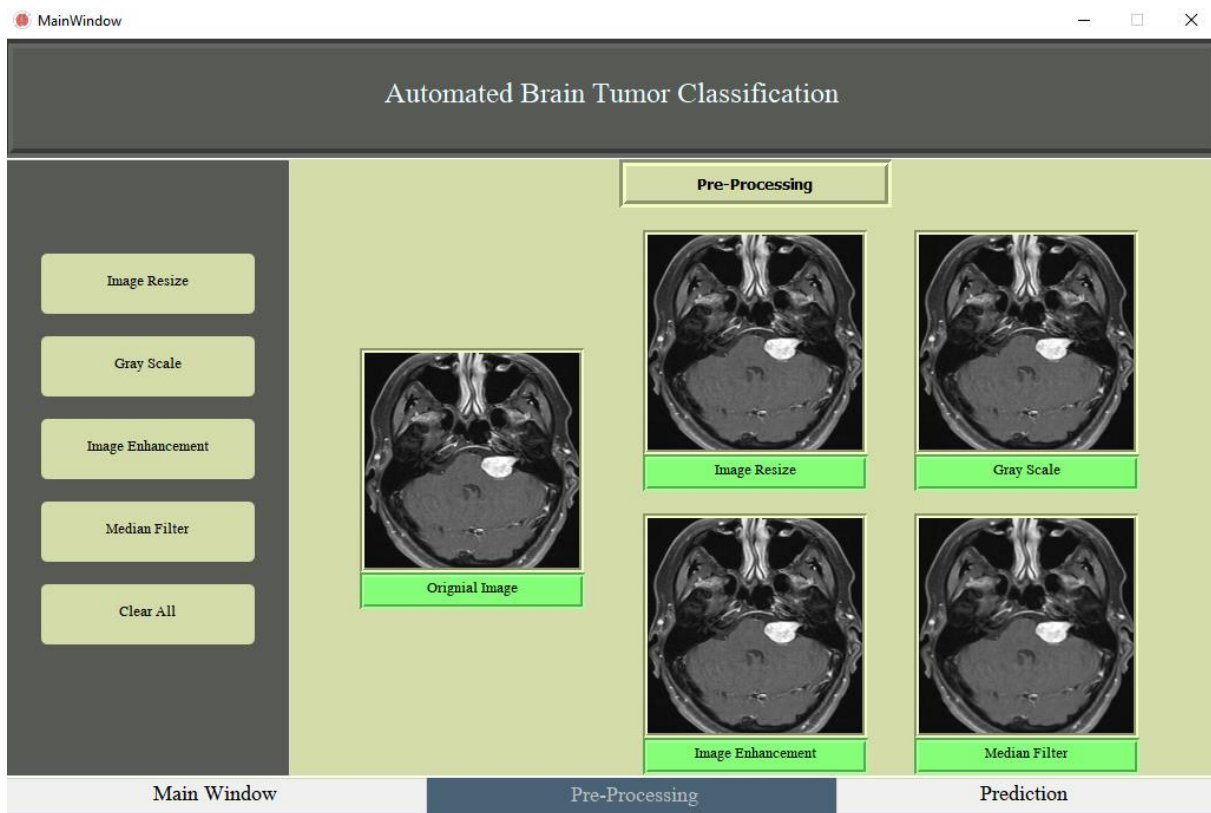 MainWindow
Automated Brain Tumor Classification
Pre-Processing
Image Resize
Gray Scale
Image Enhancement
Median Filter
Clear All
Orignial Image
Image Resize
Gray Scale
Image Enhancement
Median Filter
Main Window
Pre-Processing
Prediction